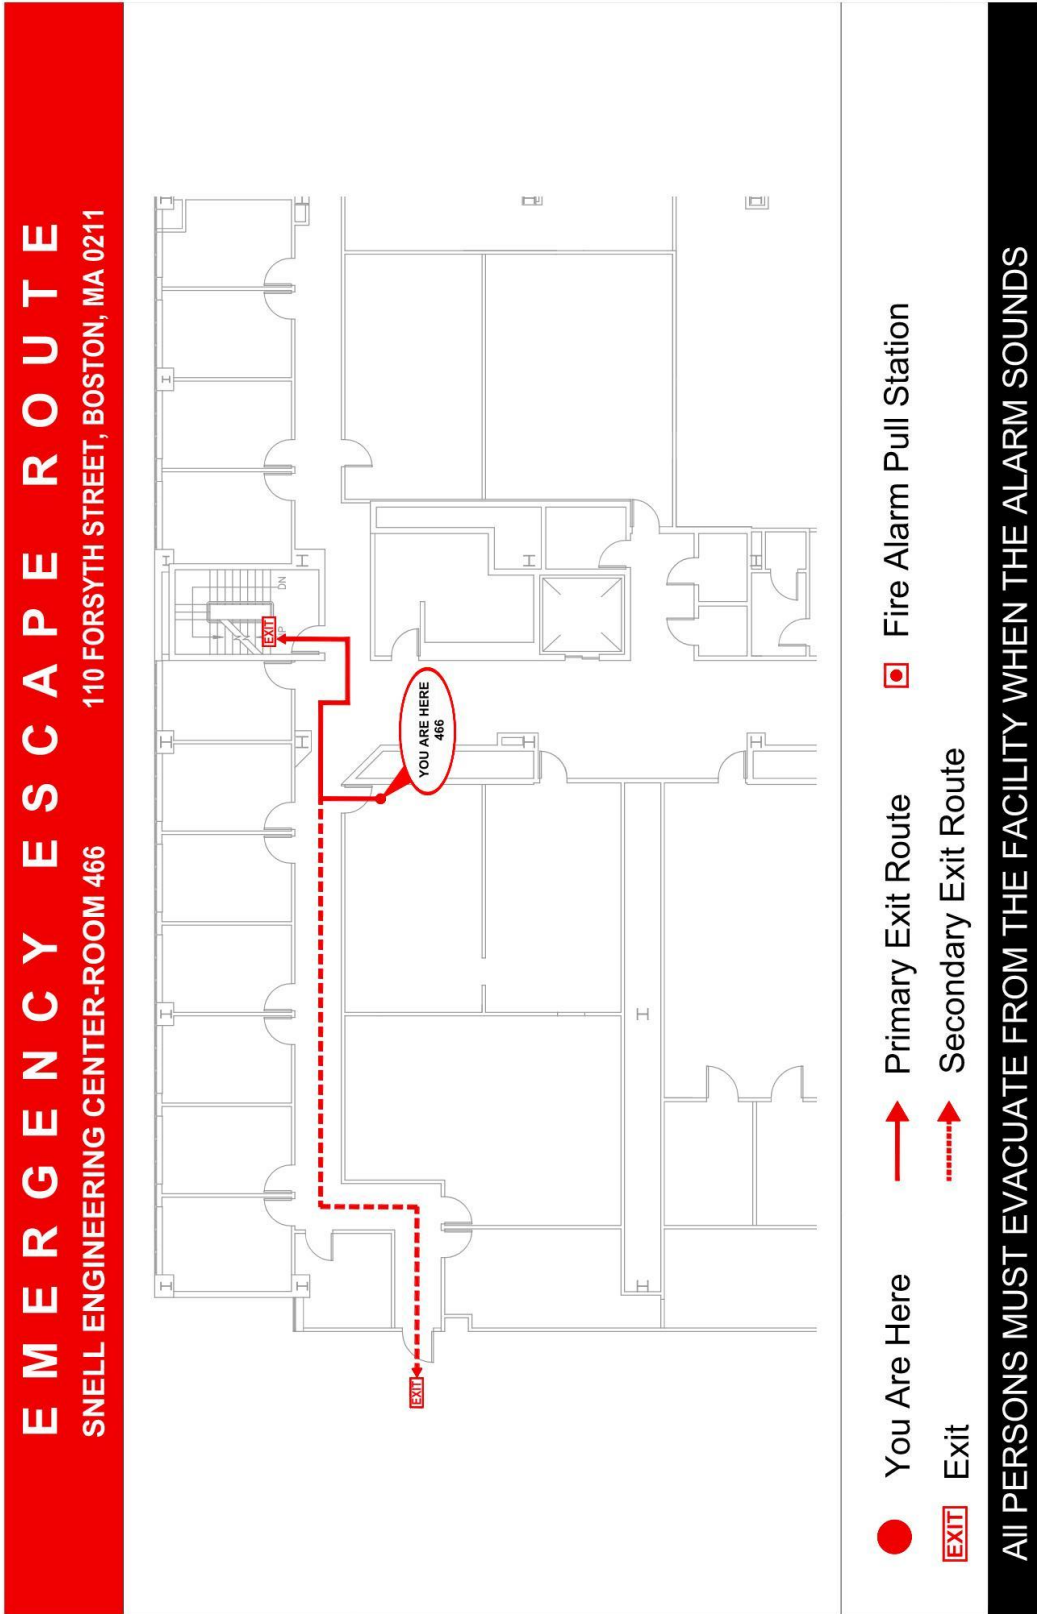 EMERGENCY ESCAPE ROUTE
SNELL ENGINEERING CENTER-ROOM 466
110 FORSYTH STREET, BOSTON, MA 0211
EXIT
DN
YOU ARE HERE
466
EXIT
You Are Here
Primary Exit Route
Fire Alarm Pull Station
EXIT
Exit
Secondary Exit Route
All PERSONS MUST EVACUATE FROM THE FACILITY WHEN THE ALARM SOUNDS